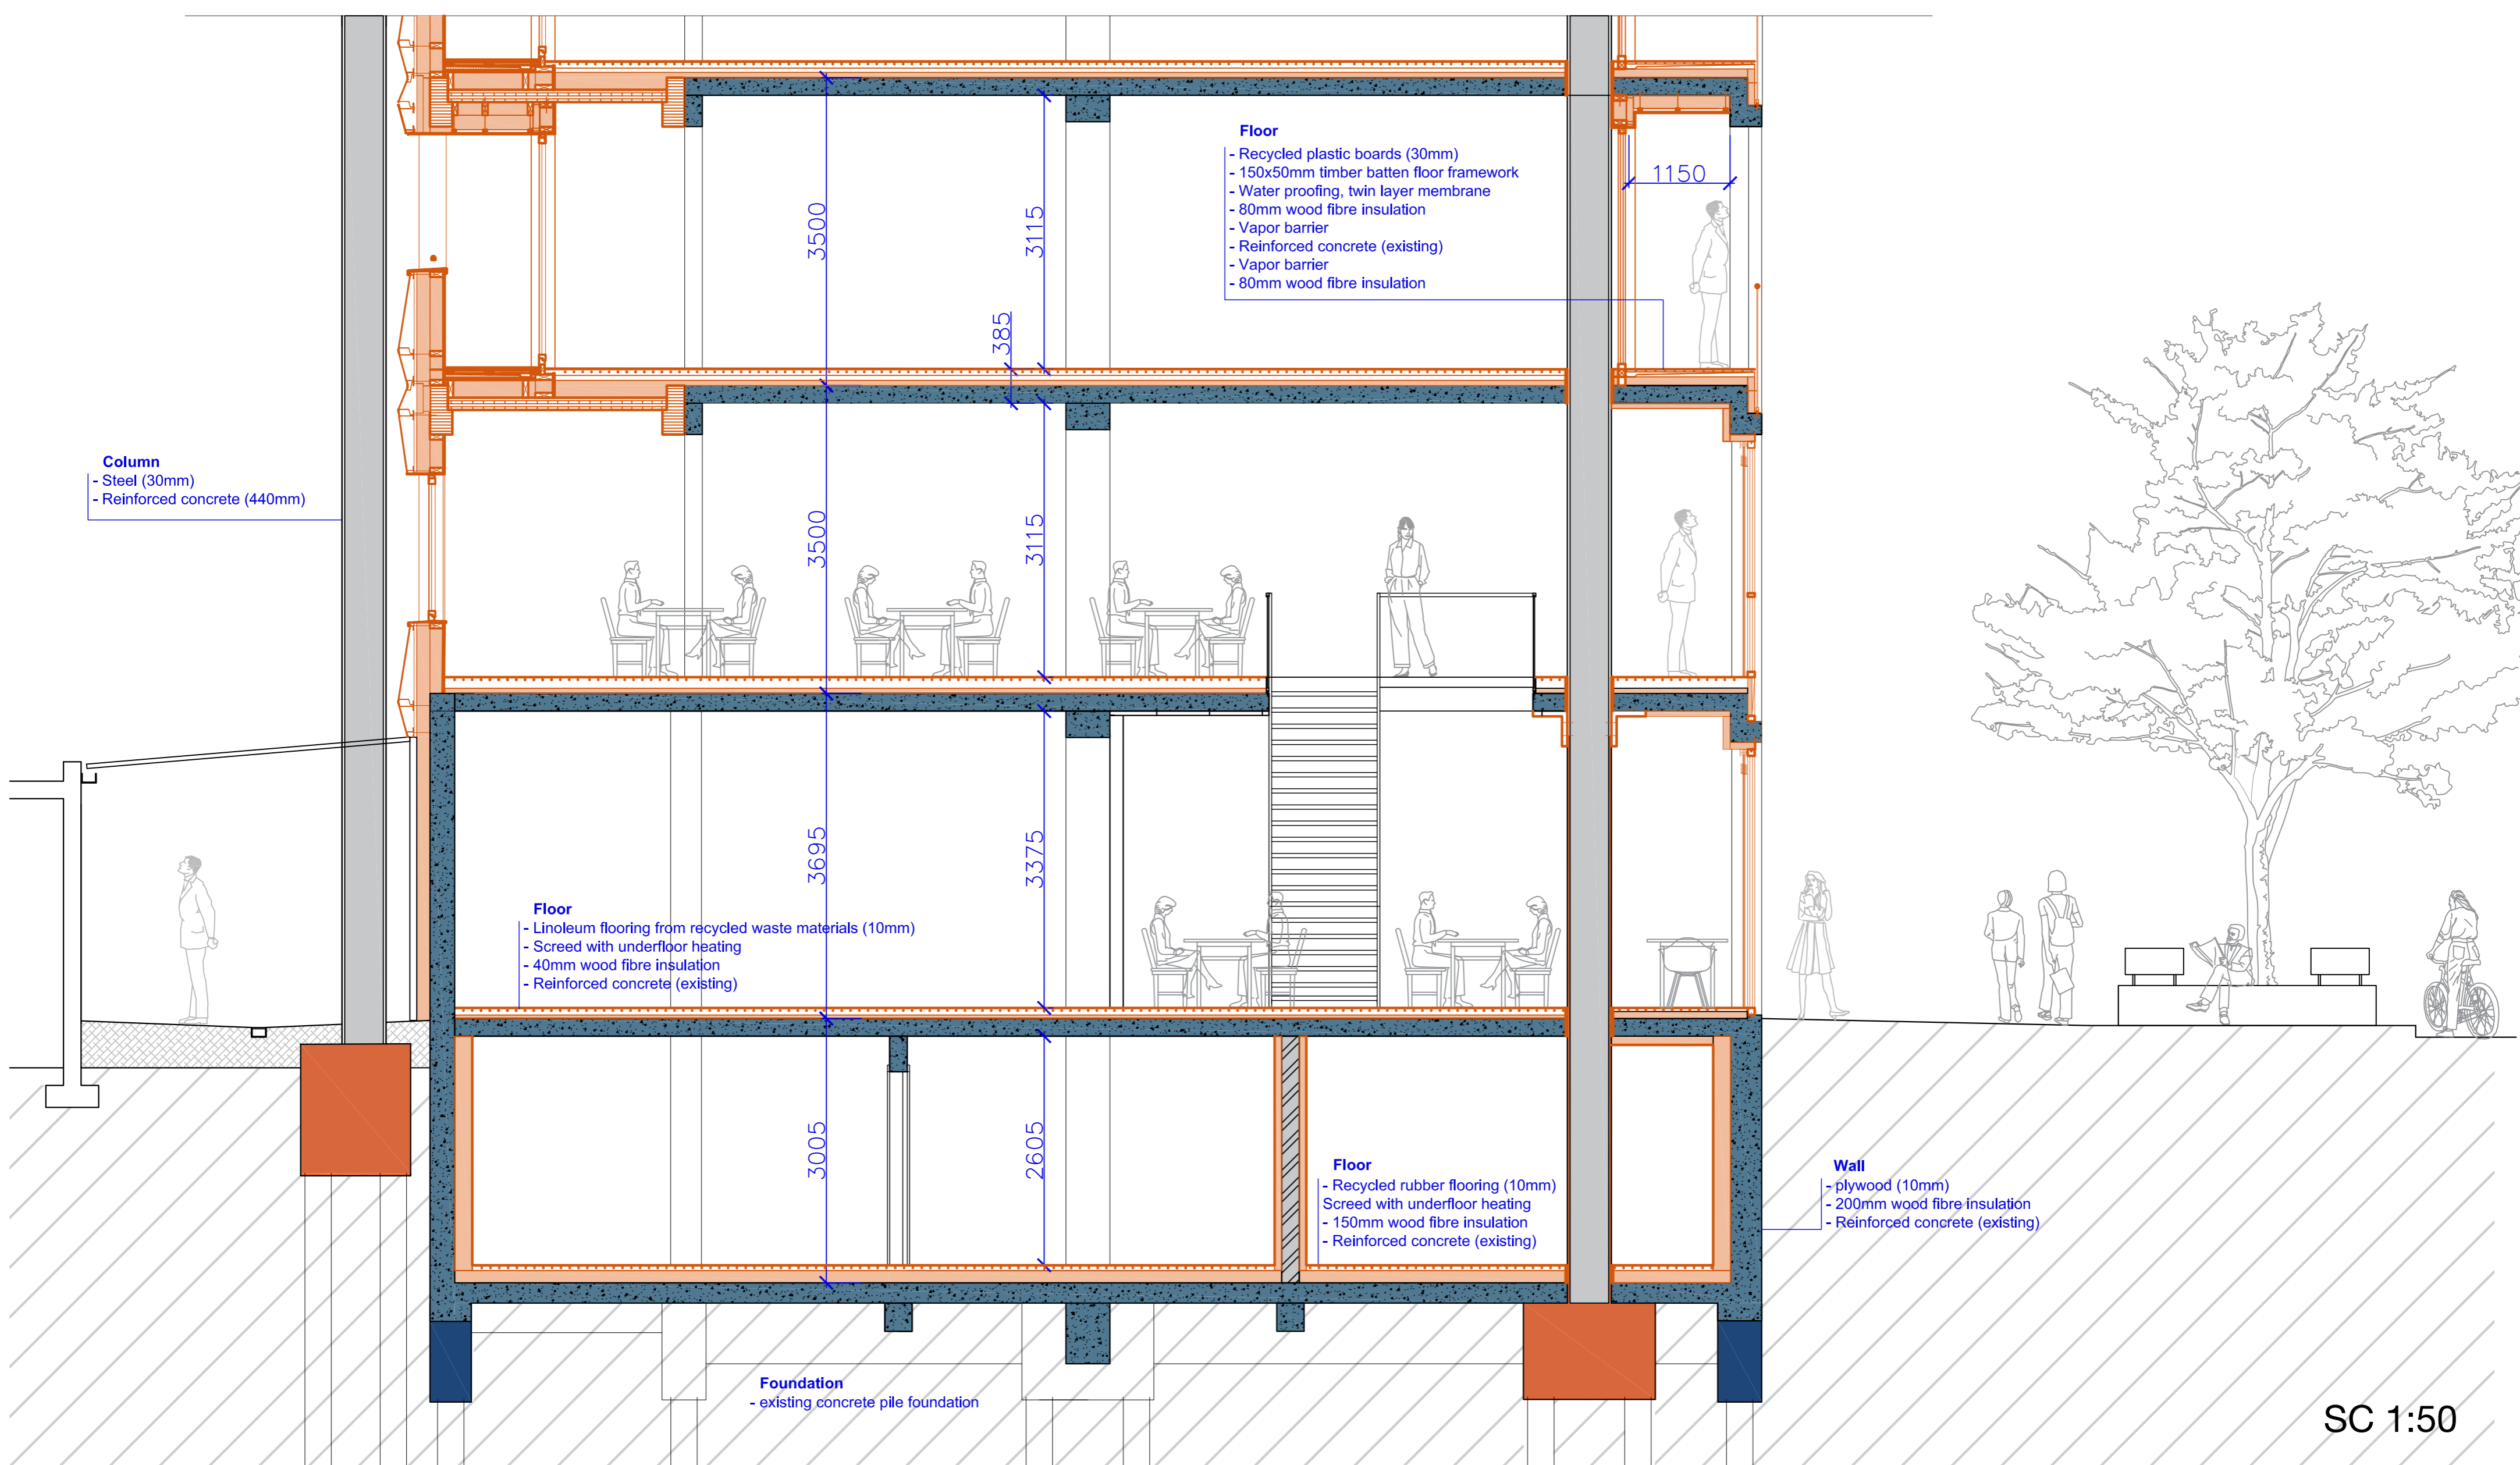 Floor
- Recycled plastic boards (30mm)
- 150x50mm timber batten floor framework
- Water proofing, twin layer membrane
- 80mm wood fibre insulation
- Vapor barrier
- Reinforced concrete (existing)
- Vapor barrier
- 80mm wood fibre insulation
1150
3500
3115
385
Column
- Steel (30mm)
- Reinforced concrete (440mm)
3500
3115
3695
3375
Floor
- Linoleum flooring from recycled waste materials (10mm)
- Screed with underfloor heating
- 40mm wood fibre insulation
- Reinforced concrete (existing)
3005
2605
Floor
- Recycled rubber flooring (10mm)
Screed with underfloor heating
- 150mm wood fibre insulation
- Reinforced concrete (existing)
Wall
- plywood (10mm)
- 200mm wood fibre insulation
- Reinforced concrete (existing)
Foundation
- existing concrete pile foundation
SC 1:50